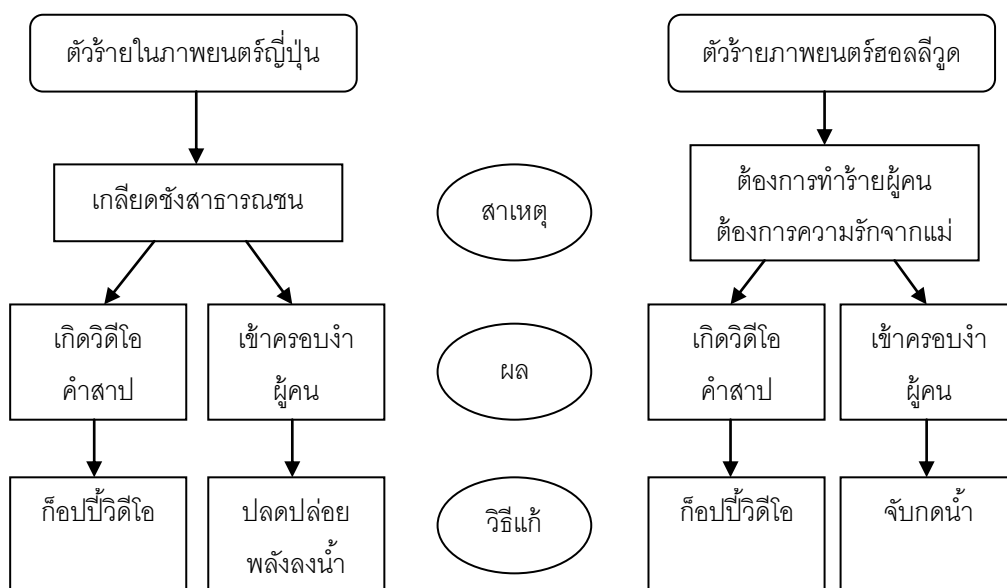 ตัวร้ายในภาพยนตร์ญี่ปุ่น
ตัวร้ายภาพยนตร์ฮอลลีวูด
เกลียดชังสาธารณชน
สาเหตุ
ต้องการทำร้ายผู้คน
ต้องการความรักจากแม่
เกิดวิดีโอ
คำสาป
เข้าครอบงำ
ผู้คน
ผล
เกิดวิดีโอ
คำสาป
เข้าครอบงำ
ผู้คน
ก็อปปี้วิดีโอ
ปลดปล่อย
พลังลงน้ำ
วิธีแก้
ก็อปปี้วิดีโอ
จับกดน้ำ